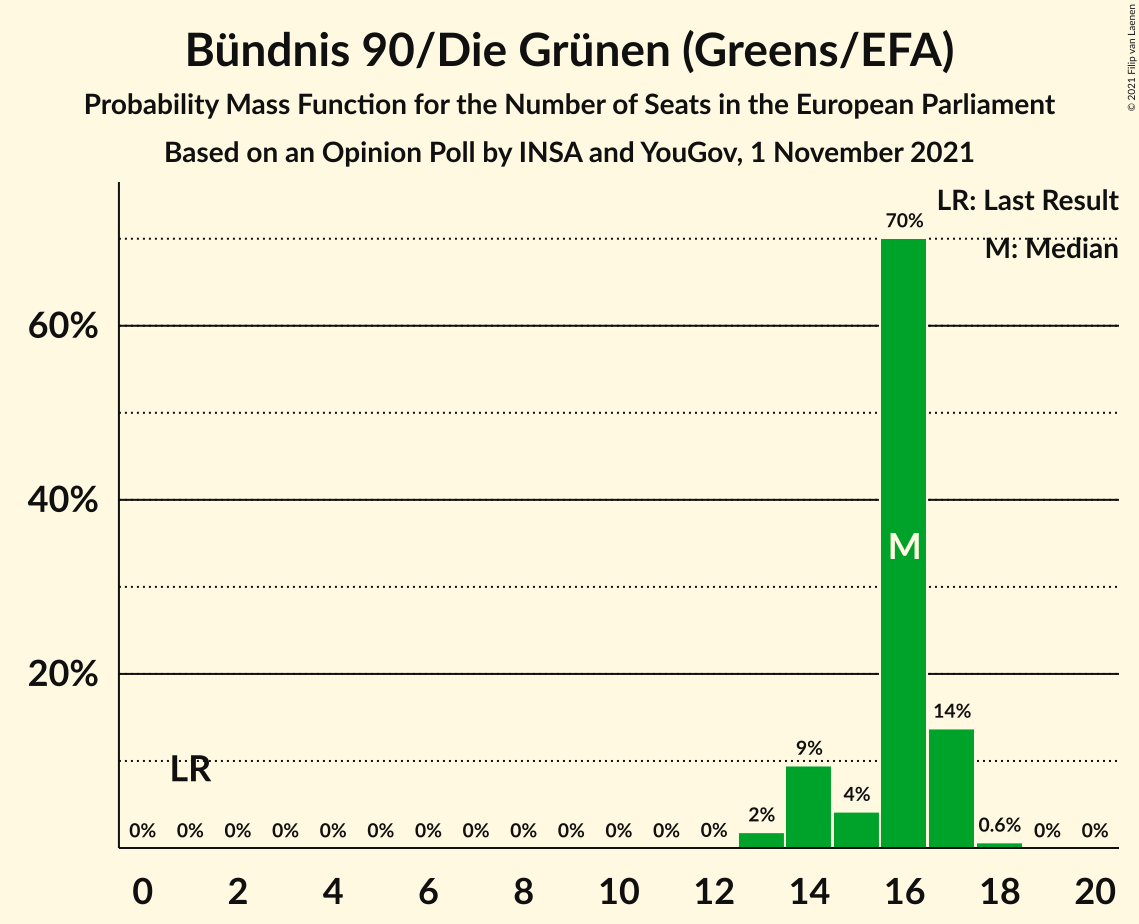 Bündnis 90/Die Grünen (Greens/EFA)
Probability Mass Function for the Number of Seats in the European Parliament
Based on an Opinion Poll by INSA and YouGov, 1 November 2021
© 2021 Filip van Laenen
LR: Last Result
M: Median
70%
60%
40%
M
20%
14%
9%
LR
4%
2%
0% 0% 0% 0% 0% 0% 0% 0% 0% 0% 0% 0% 0% 0.6% 0% 0%
0 2 4 6 8 10 12 14 16 18 20